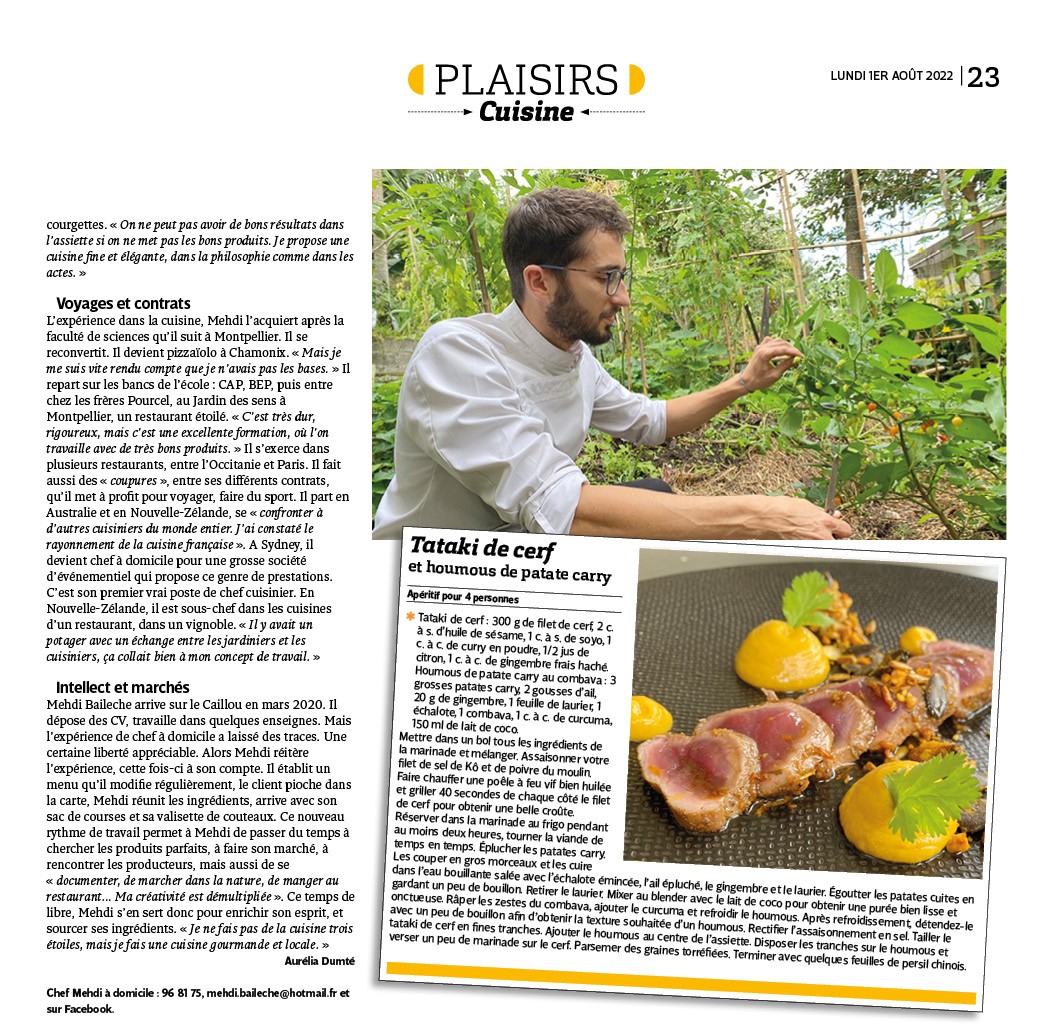 PLAISIRS
Cuisine
LUNDI 1ER AOÛT 2022 | 23
courgettes. « On ne peut pas avoir de bons résultats dans
l'assiette si on ne met pas les bons produits. Je propose une
cuisine fine et élégante, dans la philosophie comme dans les
actes. »
Voyages et contrats
L'expérience dans la cuisine, Mehdi l'acquiert après la
faculté de sciences qu'il suit à Montpellier. Il se
reconvertit. Il devient pizzaïolo à Chamonix. « Mais je
me suis vite rendu compte que je n'avais pas les bases. » Il
repart sur les bancs de l'école : CAP, BEP, puis entre
chez les frères Pourcel, au Jardin des sens à
Montpellier, un restaurant étoilé. « C'est très dur,
rigoureux, mais c'est une excellente formation, où l'on
travaille avec de très bons produits. » Il s'exerce dans
plusieurs restaurants, entre l'Occitanie et Paris. Il fait
aussi des « coupures », entre ses différents contrats,
qu'il met à profit pour voyager, faire du sport. Il part en
Australie et en Nouvelle-Zélande, se « confronter à
d'autres cuisiniers du monde entier. J'ai constaté le
rayonnement de la cuisine française ». A Sydney, il
devient chef à domicile pour une grosse société
d'événementiel qui propose ce genre de prestations.
C'est son premier vrai poste de chef cuisinier. En
Nouvelle-Zélande, il est sous-chef dans les cuisines
d'un restaurant, dans un vignoble. « Il y avait un
potager avec un échange entre les jardiniers et les
cuisiniers, ça collait bien à mon concept de travail. »
Intellect et marchés
Mehdi Baileche arrive sur le Caillou en mars 2020. Il
dépose des CV, travaille dans quelques enseignes. Mais
l'expérience de chef à domicile a laissé des traces. Une
certaine liberté appréciable. Alors Mehdi réitère
l'expérience, cette fois-ci à son compte. Il établit un
menu qu'il modifie régulièrement, le client pioche dans
la carte, Mehdi réunit les ingrédients, arrive avec son
sac de courses et sa valisette de couteaux. Ce nouveau
rythme de travail permet à Mehdi de passer du temps à
chercher les produits parfaits, à faire son marché, à
rencontrer les producteurs, mais aussi de se
« documenter, de marcher dans la nature, de manger au
restaurant... Ma créativité est démultipliée ». Ce temps de
libre, Mehdi s'en sert donc pour enrichir son esprit, et
sourcer ses ingrédients. « Je ne fais pas de la cuisine trois
étoiles, mais je fais une cuisine gourmande et locale. »
Aurélia Dumté
Chef Mehdi à domicile : 96 81 75, mehdi.baileche@hotmail.fr et
sur Facebook.
Tataki de cerf
et houmous de patate carry
Apéritif pour 4 personnes
* Tataki de cerf : 300 g de filet de cerf, 2 c.
à s. d'huile de sésame, 1 c. à s. de soyo, 1
c. à c. de curry en poudre, 1/2 jus de
citron, 1 c. à c. de gingembre frais haché.
Houmous de patate carry au combava : 3
grosses patates carry, 2 gousses d'ail,
20 g de gingembre, 1 feuille de laurier, 1
échalote, 1 combava, 1 c. à c. de curcuma,
150 ml de lait de coco.
Mettre dans un bol tous les ingrédients de
la marinade et mélanger. Assaisonner votre
filet de sel de Kô et de poivre du moulin.
Faire chauffer une poêle à feu vif bien huilée
et griller 40 secondes de chaque côté le filet
de cerf pour obtenir une belle croûte.
Réserver dans la marinade au frigo pendant
au moins deux heures, tourner la viande de
temps en temps. Éplucher les patates carry.
Les couper en gros morceaux et les cuire
dans l'eau bouillante salée avec l'échalote émincée, l'ail épluché, le gingembre et le laurier. Égoutter les patates cuites en
gardant un peu de bouillon. Retirer le laurier. Mixer au blender avec le lait de coco pour obtenir une purée bien lisse et
onctueuse. Râper les zestes du combava, ajouter le curcuma et refroidir le houmous. Après refroidissement, détendez-le
avec un peu de bouillon afin d'obtenir la texture souhaitée d'un houmous. Rectifier l'assaisonnement en sel. Tailler le
tataki de cerf en fines tranches. Ajouter le houmous au centre de l'assiette. Disposer les tranches sur le houmous et
verser un peu de marinade sur le cerf. Parsemer des graines torréfiées. Terminer avec quelques feuilles de persil chinois.